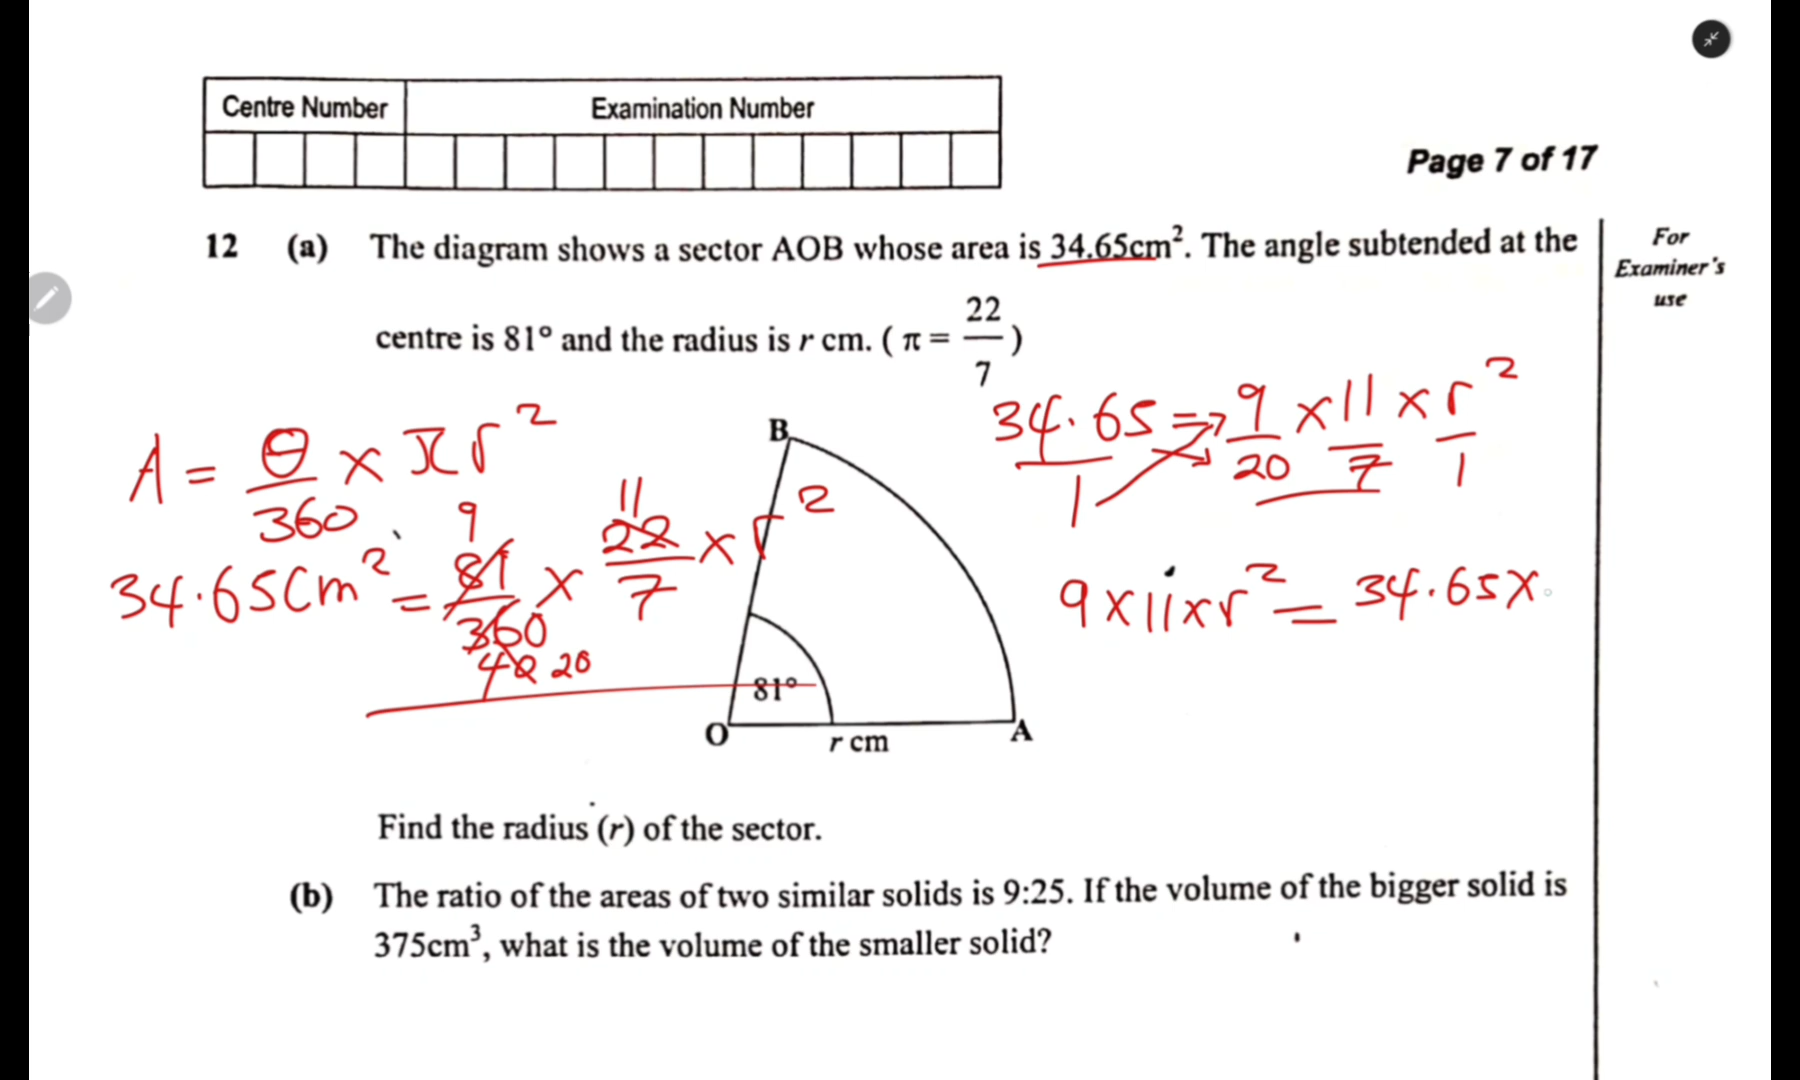 Centre Number Examination Number
Page 7 of 17
12 (a) The diagram shows a sector AOB whose area is 34.65cm². The angle subtended at the
centre is 81° and the radius is r cm. ( π = 22/7 )
For
Examiner's
use
A = θ/360 × πr²
34.65cm² = 81/360 × 22/7 × r²
9
11
40 20
34.65/1 = 9/20 × 11/7 × r²/1
9 × 11 × r² = 34.65 ×
B
81°
O
A
r cm
Find the radius (r) of the sector.
(b) The ratio of the areas of two similar solids is 9:25. If the volume of the bigger solid is
375cm³, what is the volume of the smaller solid?